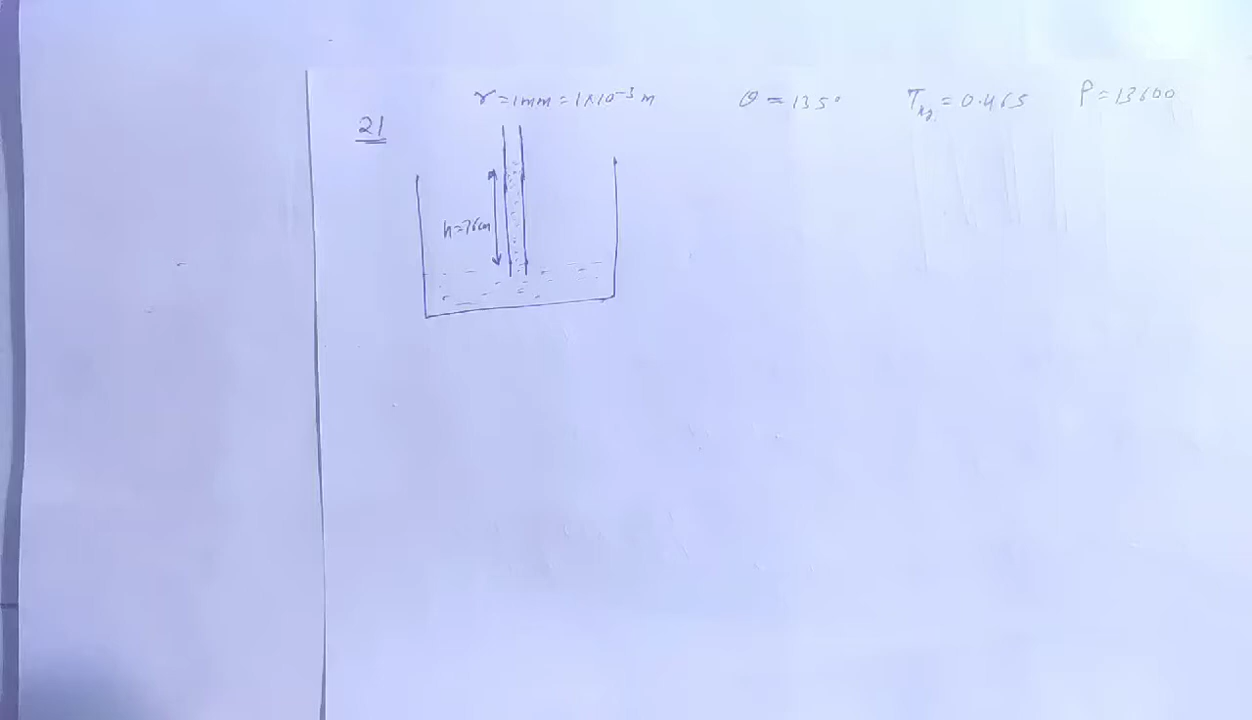 r = 1mm = 1×10⁻³ m θ = 135° T_Hg = 0.465 ρ = 13600
21
h=76cm